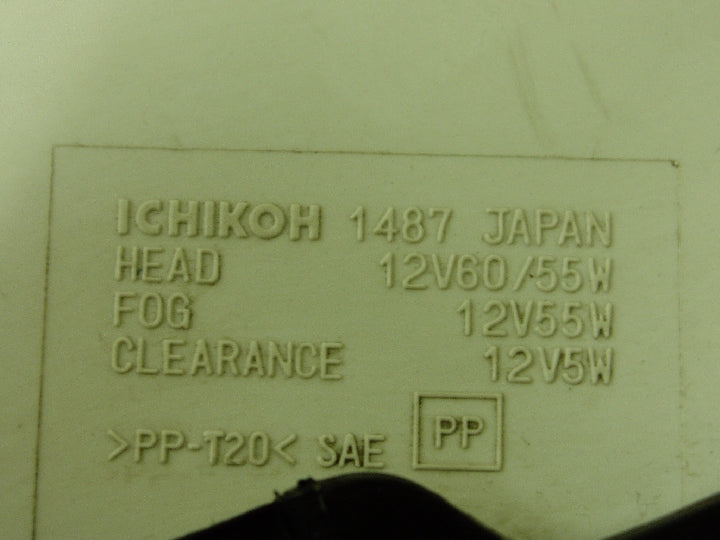 ICHIKOH 1487 JAPAN
HEAD 12V60/55W
FOG 12V55W
CLEARANCE 12V5W
>PP-T20< SAE PP